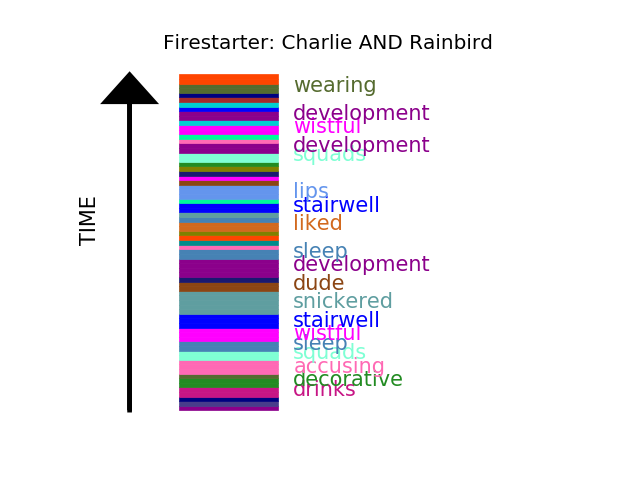 Firestarter: Charlie AND Rainbird
TIME
wearing
development
wistful
development
squads
lips
stairwell
liked
sleep
development
dude
snickered
stairwell
wistful
sleep
squads
accusing
decorative
drinks